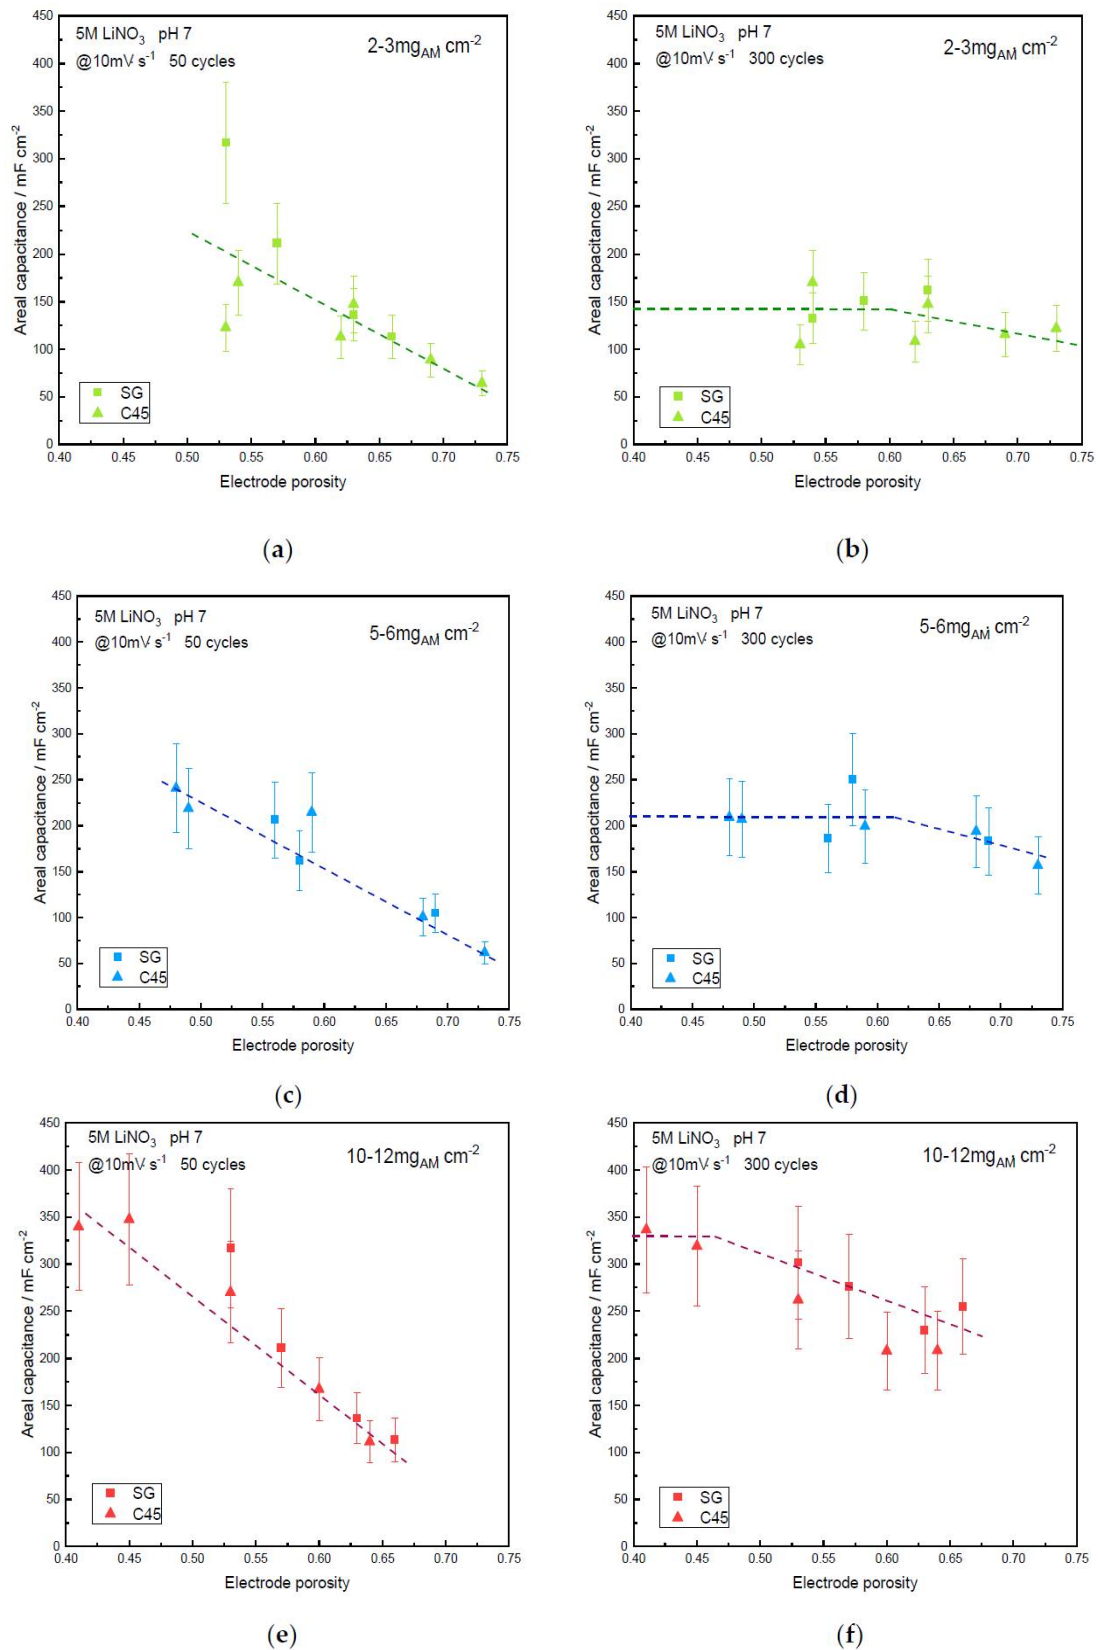 5M LiNO3 pH 7
@10mV· s-1 50 cycles
2-3mgAM· cm-2
450
400
350
300
250
200
150
100
50
0
Areal capacitance / mF· cm-2
SG
C45
0.40 0.45 0.50 0.55 0.60 0.65 0.70 0.75
Electrode porosity
(a)
5M LiNO3 pH 7
@10mV· s-1 300 cycles
2-3mgAM· cm-2
450
400
350
300
250
200
150
100
50
0
Areal capacitance / mF· cm-2
SG
C45
0.40 0.45 0.50 0.55 0.60 0.65 0.70 0.75
Electrode porosity
(b)
5M LiNO3 pH 7
@10mV· s-1 50 cycles
5-6mgAM· cm-2
450
400
350
300
250
200
150
100
50
0
Areal capacitance / mF· cm-2
SG
C45
0.40 0.45 0.50 0.55 0.60 0.65 0.70 0.75
Electrode porosity
(c)
5M LiNO3 pH 7
@10mV· s-1 300 cycles
5-6mgAM· cm-2
450
400
350
300
250
200
150
100
50
0
Areal capacitance / mF· cm-2
SG
C45
0.40 0.45 0.50 0.55 0.60 0.65 0.70 0.75
Electrode porosity
(d)
5M LiNO3 pH 7
@10mV· s-1 50 cycles
10-12mgAM· cm-2
450
400
350
300
250
200
150
100
50
0
Areal capacitance / mF· cm-2
SG
C45
0.40 0.45 0.50 0.55 0.60 0.65 0.70 0.75
Electrode porosity
(e)
5M LiNO3 pH 7
@10mV· s-1 300 cycles
10-12mgAM· cm-2
450
400
350
300
250
200
150
100
50
0
Areal capacitance / mF· cm-2
SG
C45
0.40 0.45 0.50 0.55 0.60 0.65 0.70 0.75
Electrode porosity
(f)